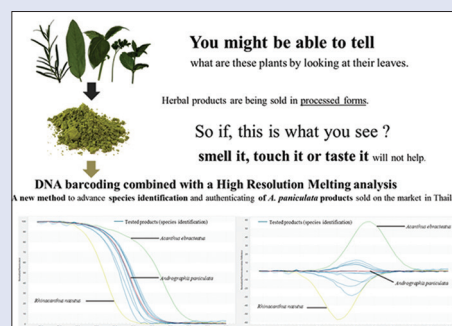 You might be able to tell
what are these plants by looking at their leaves.
Herbal products are being sold in processed forms.
So if, this is what you see ?
smell it, touch it or taste it will not help.
DNA barcoding combined with a High Resolution Melting analysis
A new method to advance species identification and authenticating of A. paniculata products sold on the market in Thail
Tested products (species identification)
Acanthus ebracteatus
Andrographis paniculata
Rhinacanthus nasutus
Tested products (species identification)
Acanthus ebracteatus
Andrographis paniculata
Rhinacanthus nasutus